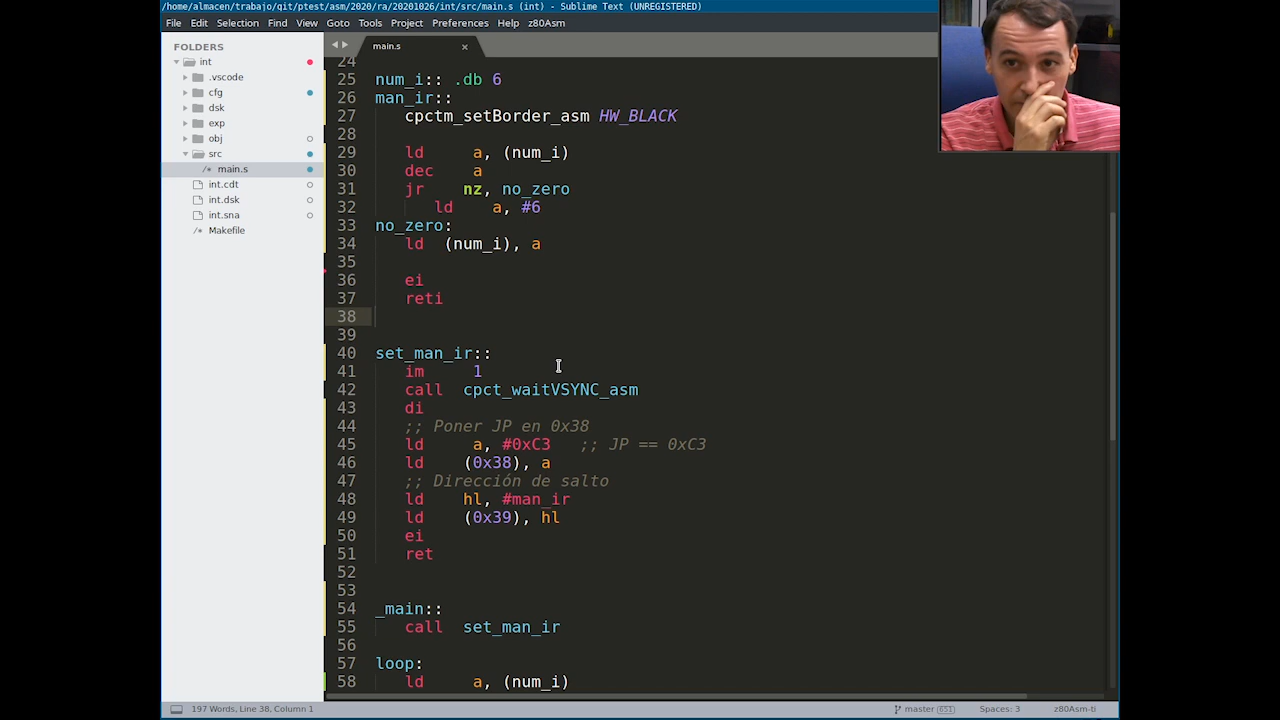 /home/almacen/trabajo/git/ptest/asm/2020/ra/20201026/int/src/main.s (int) - Sublime Text (UNREGISTERED)
File Edit Selection Find View Goto Tools Project Preferences Help z80Asm
FOLDERS
int
.vscode
cfg
dsk
exp
obj
src
/* main.s
int.cdt
int.dsk
int.sna
/* Makefile
main.s ×
24
25 num_i:: .db 6
26 man_ir::
27 cpctm_setBorder_asm HW_BLACK
28
29 ld a, (num_i)
30 dec a
31 jr nz, no_zero
32 ld a, #6
33 no_zero:
34 ld (num_i), a
35
36 ei
37 reti
38
39
40 set_man_ir::
41 im 1
42 call cpct_waitVSYNC_asm
43 di
44 ;; Poner JP en 0x38
45 ld a, #0xC3 ;; JP == 0xC3
46 ld (0x38), a
47 ;; Dirección de salto
48 ld hl, #man_ir
49 ld (0x39), hl
50 ei
51 ret
52
53
54 _main::
55 call set_man_ir
56
57 loop:
58 ld a, (num_i)
197 Words, Line 38, Column 1 master 651 Spaces: 3 z80Asm-ti